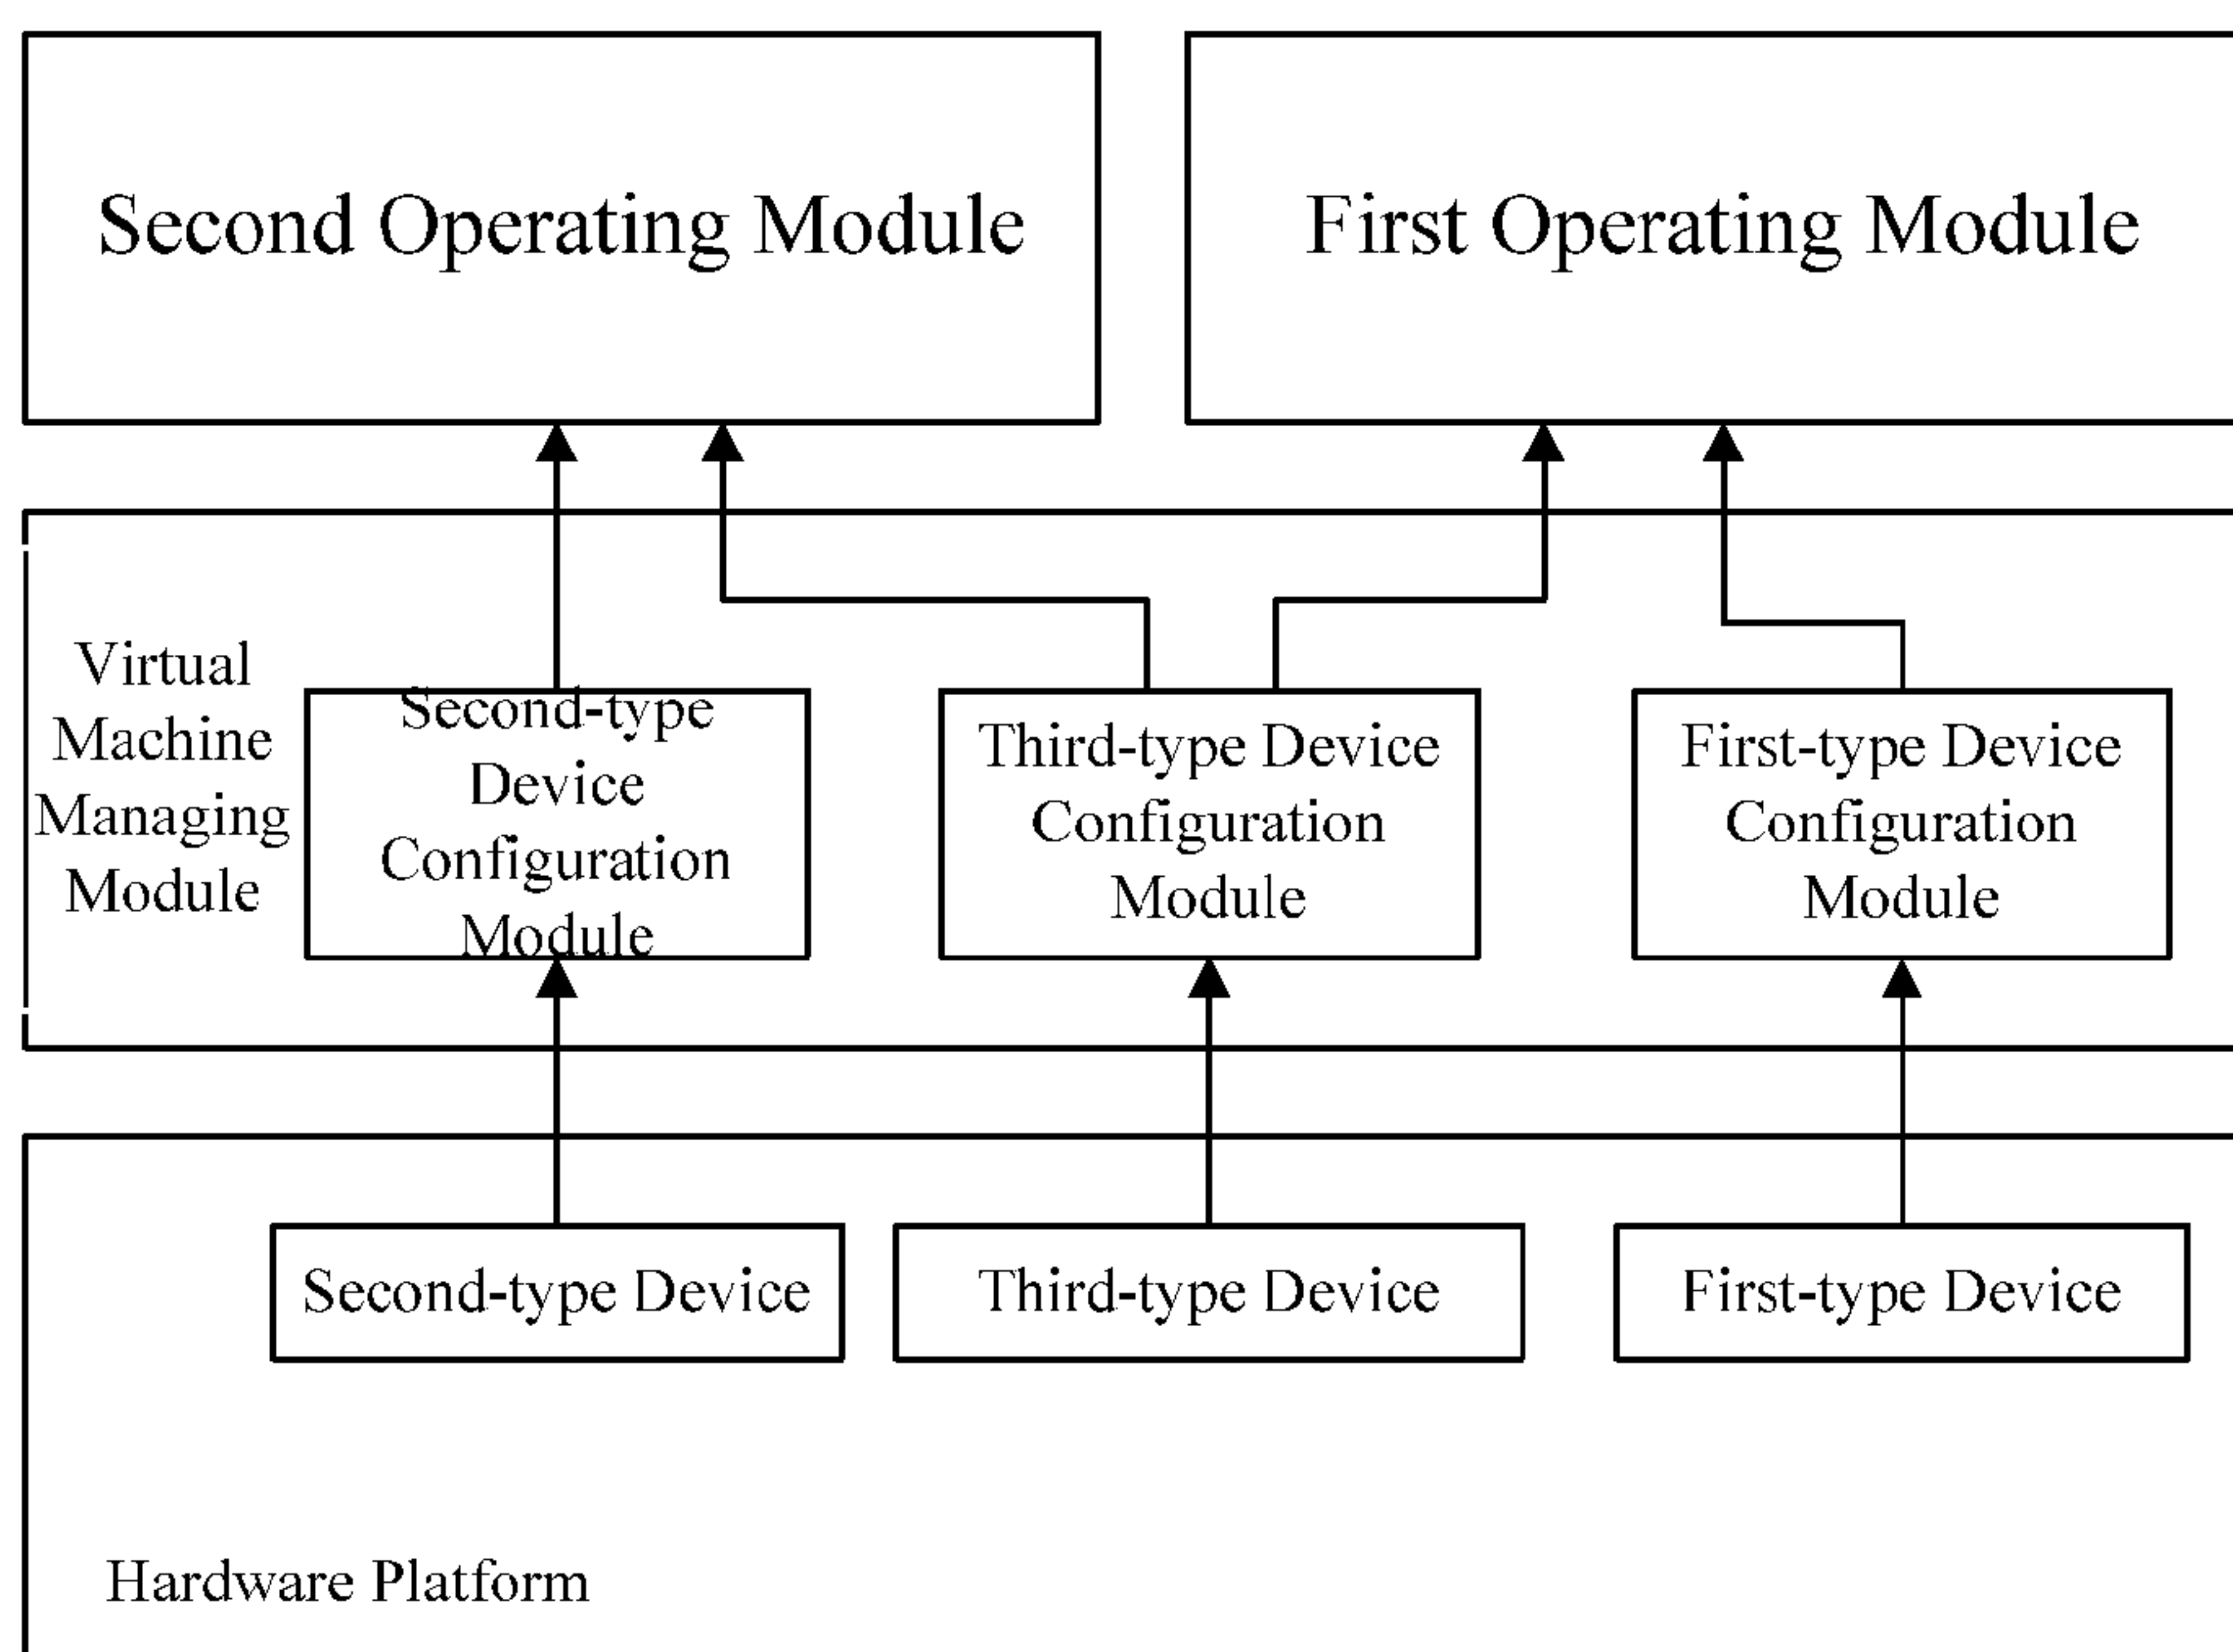 Second Operating Module
First Operating Module
Virtual
Machine
Managing
Module
Second-type
Device
Configuration
Module
Third-type Device
Configuration
Module
First-type Device
Configuration
Module
Second-type Device
Third-type Device
First-type Device
Hardware Platform